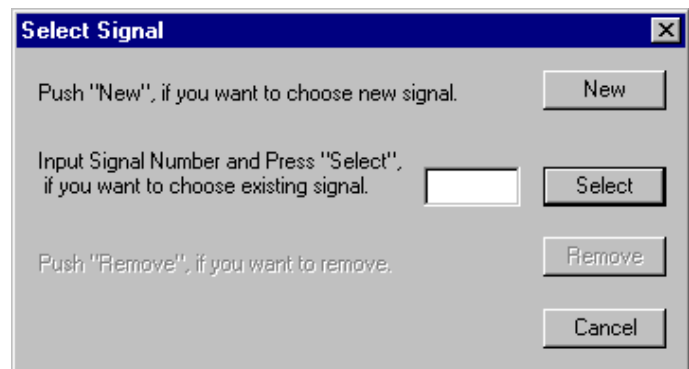 Select Signal
Push "New", if you want to choose new signal.
New
Input Signal Number and Press "Select",
if you want to choose existing signal.
Select
Push "Remove", if you want to remove.
Remove
Cancel